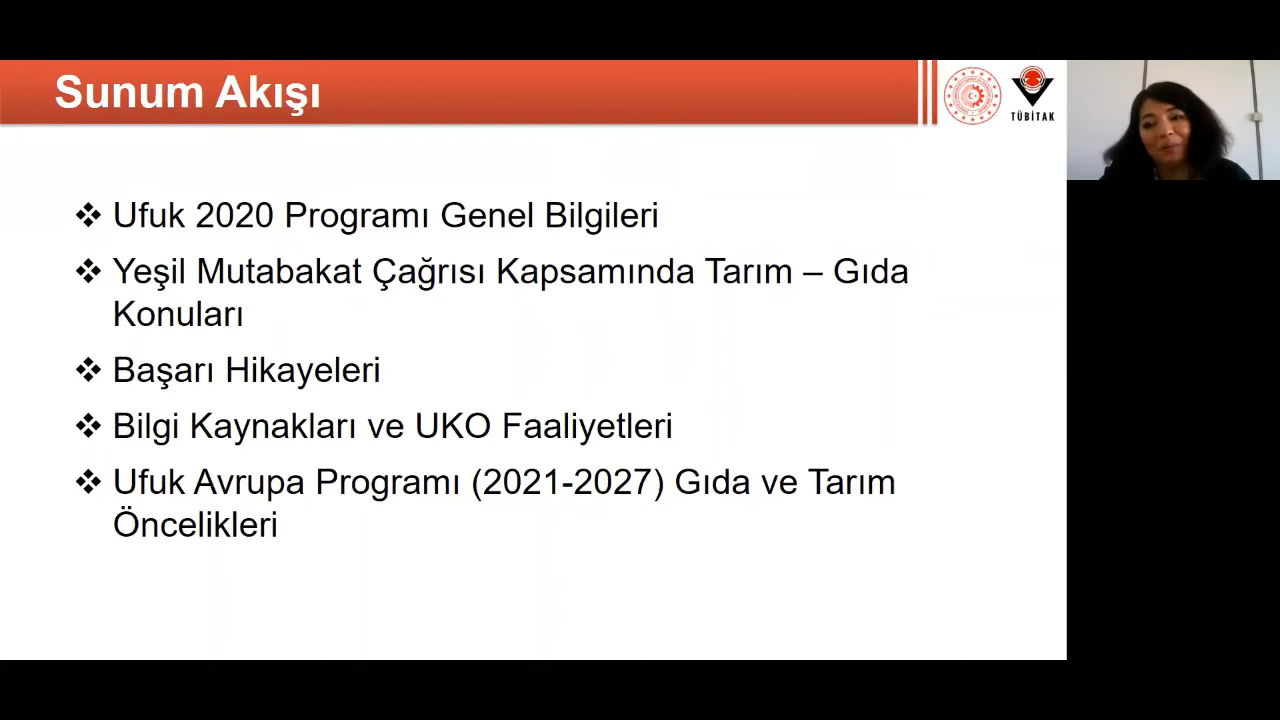 Sunum Akışı
TÜBİTAK
❖ Ufuk 2020 Programı Genel Bilgileri
❖ Yeşil Mutabakat Çağrısı Kapsamında Tarım – Gıda
Konuları
❖ Başarı Hikayeleri
❖ Bilgi Kaynakları ve UKO Faaliyetleri
❖ Ufuk Avrupa Programı (2021-2027) Gıda ve Tarım
Öncelikleri